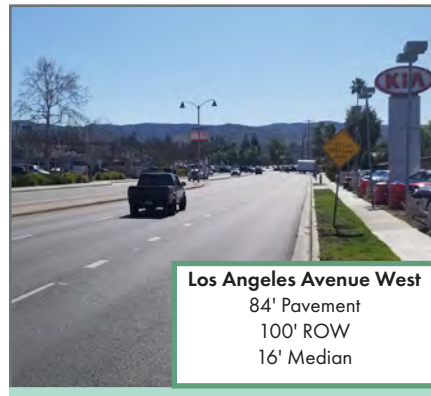 KIA
Los Angeles Avenue West
84' Pavement
100' ROW
16' Median